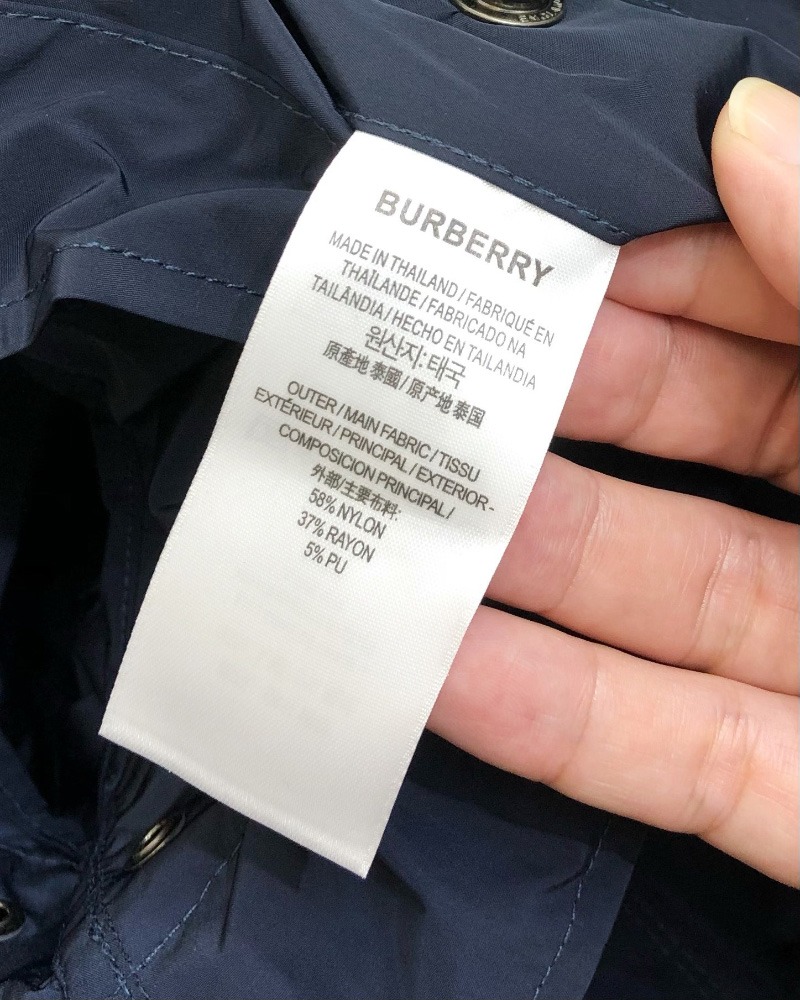 BURBERRY
MADE IN THAILAND / FABRIQUÉ EN
THAÏLANDE / FABRICADO NA
TAILÂNDIA / HECHO EN TAILANDIA
원산지: 태국
原產地 泰國 / 原产地 泰国
OUTER / MAIN FABRIC / TISSU
EXTÉRIEUR / PRINCIPAL / EXTERIOR -
COMPOSICION PRINCIPAL /
外部/主要布料:
58% NYLON
37% RAYON
5% PU